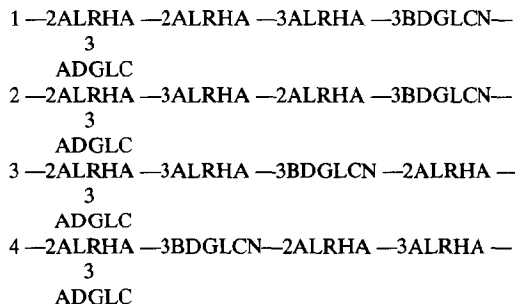 1 —2ALRHA —2ALRHA —3ALRHA —3BDGLCN—
3
ADGLC
2 —2ALRHA —3ALRHA —2ALRHA —3BDGLCN—
3
ADGLC
3 —2ALRHA —3ALRHA —3BDGLCN —2ALRHA —
3
ADGLC
4 —2ALRHA —3BDGLCN—2ALRHA —3ALRHA —
3
ADGLC